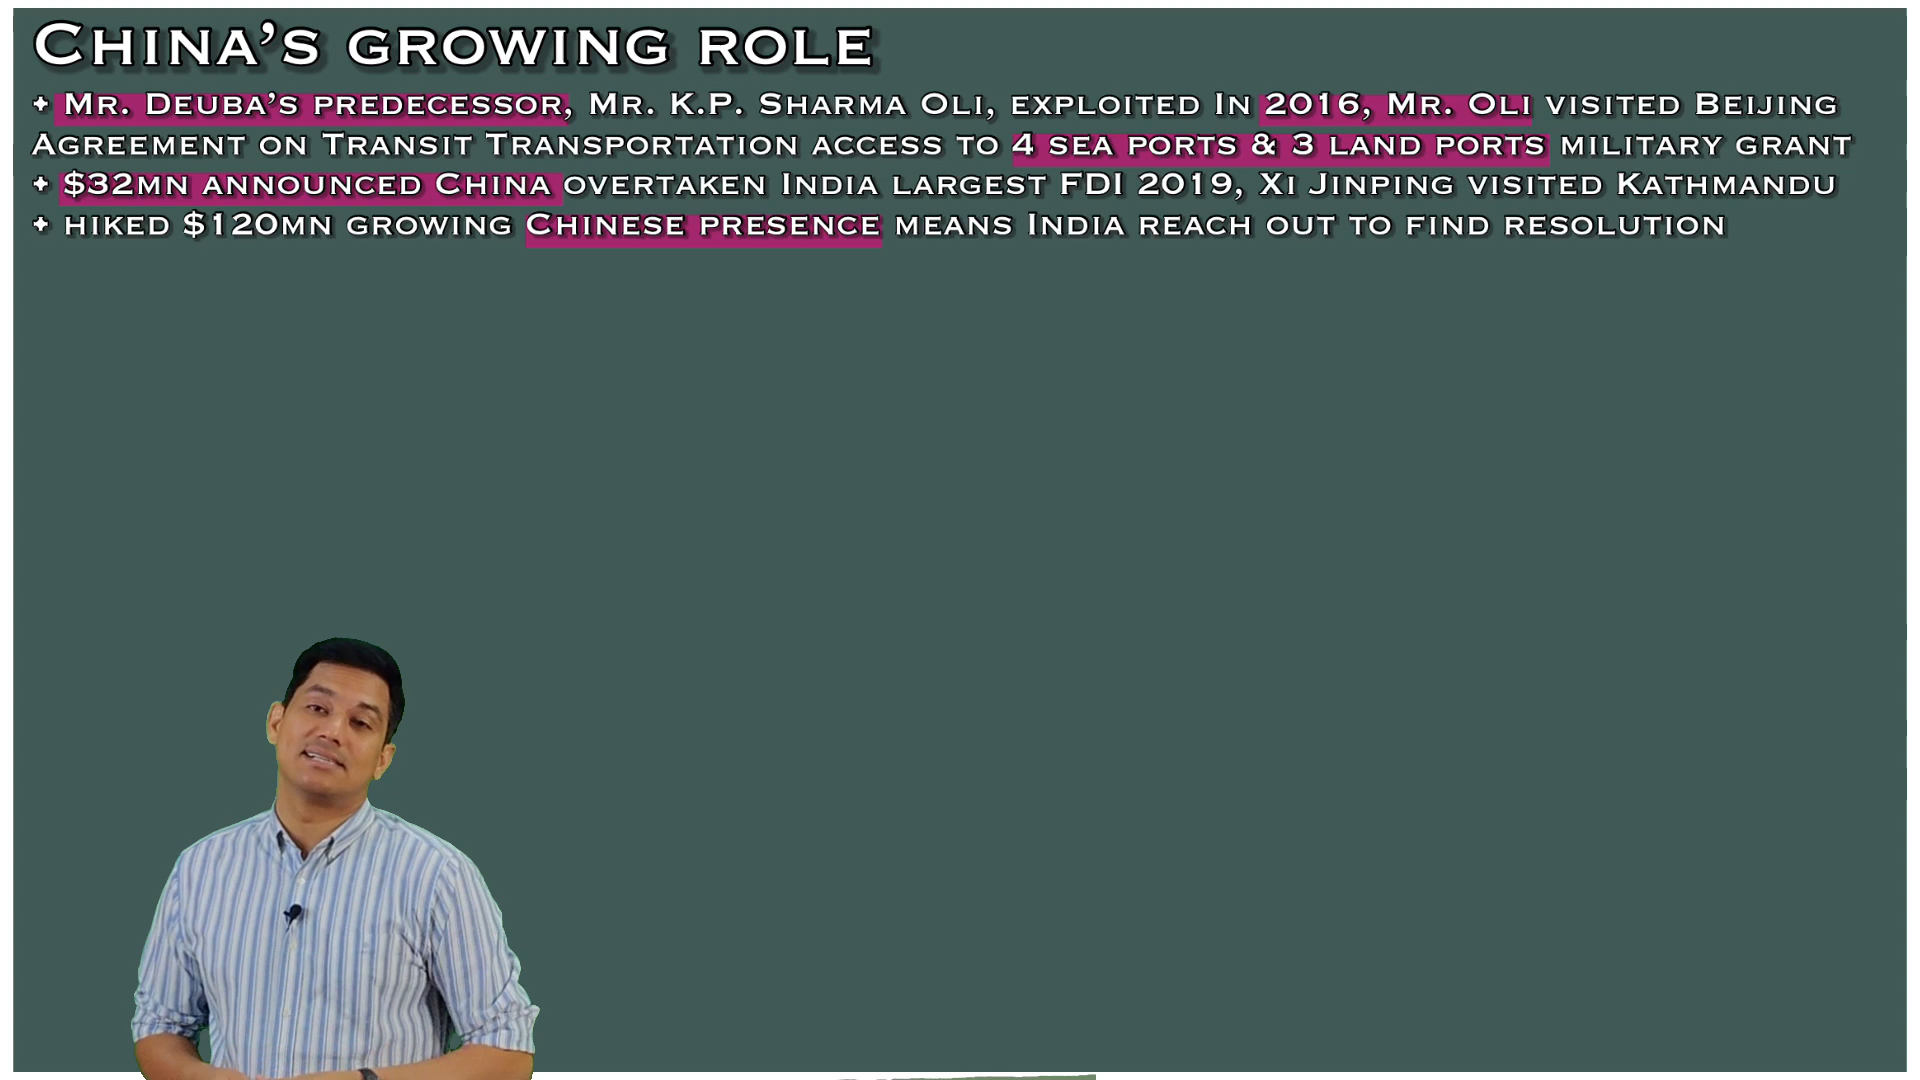 China's growing role
+ Mr. Deuba's predecessor, Mr. K.P. Sharma Oli, exploited In 2016, Mr. Oli visited Beijing
Agreement on Transit Transportation access to 4 sea ports & 3 land ports military grant
+ $32mn announced China overtaken India largest FDI 2019, Xi Jinping visited Kathmandu
+ hiked $120mn growing Chinese presence means India reach out to find resolution